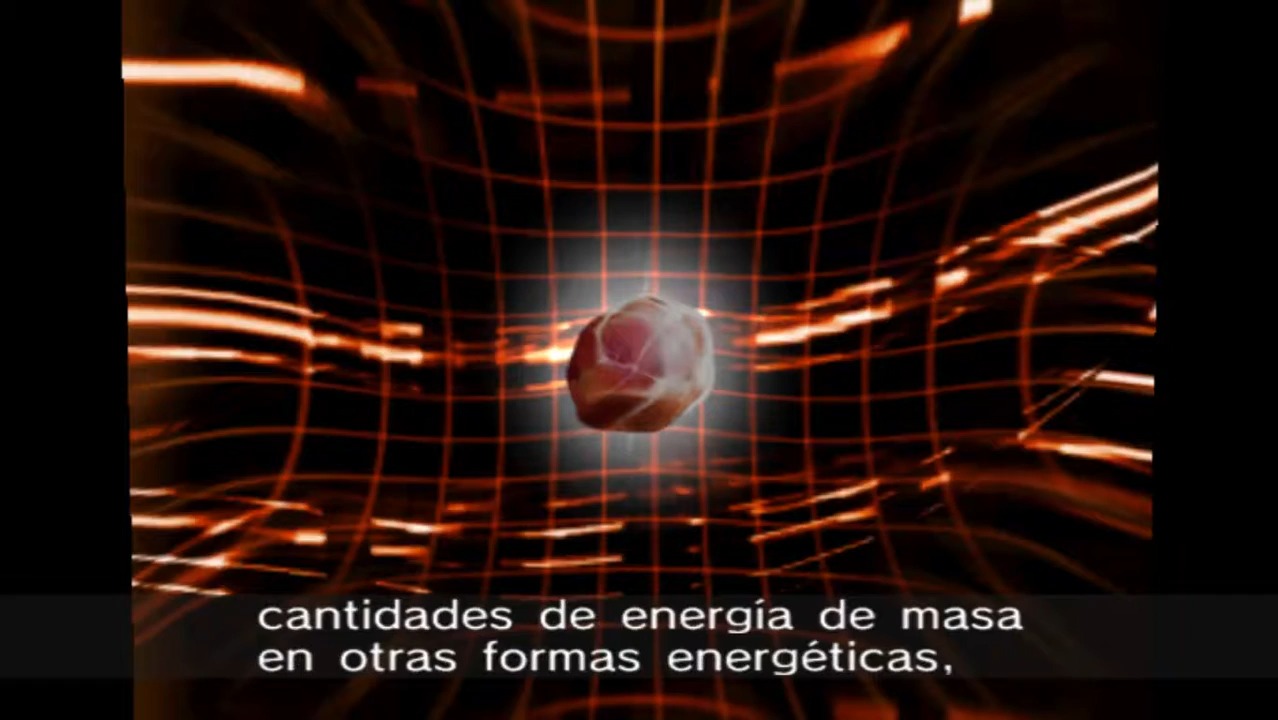 cantidades de energía de masa
en otras formas energéticas,